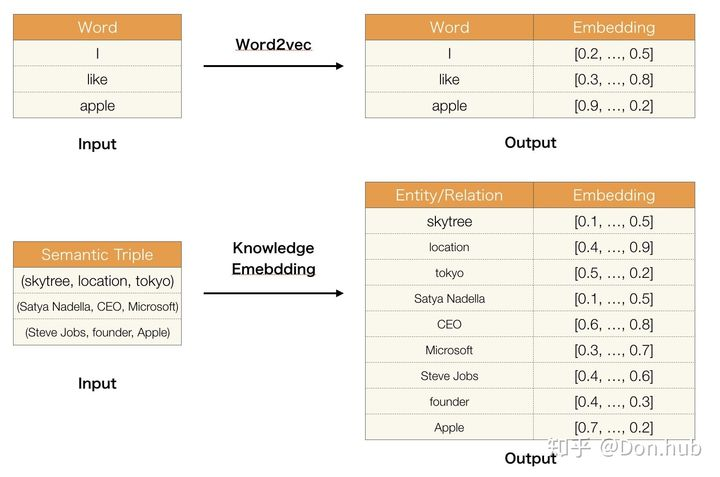 Word
I
like
apple
Input
Word2vec
Word Embedding
I [0.2, …, 0.5]
like [0.3, …, 0.8]
apple [0.9, …, 0.2]
Output
Semantic Triple
(skytree, location, tokyo)
(Satya Nadella, CEO, Microsoft)
(Steve Jobs, founder, Apple)
Input
Knowledge
Emebdding
Entity/Relation Embedding
skytree [0.1, …, 0.5]
location [0.4, …, 0.9]
tokyo [0.5, …, 0.2]
Satya Nadella [0.1, …, 0.5]
CEO [0.6, …, 0.8]
Microsoft [0.3, …, 0.7]
Steve Jobs [0.4, …, 0.6]
founder [0.4, …, 0.3]
Apple [0.7, …, 0.2]
Output
知乎 @Don.hub